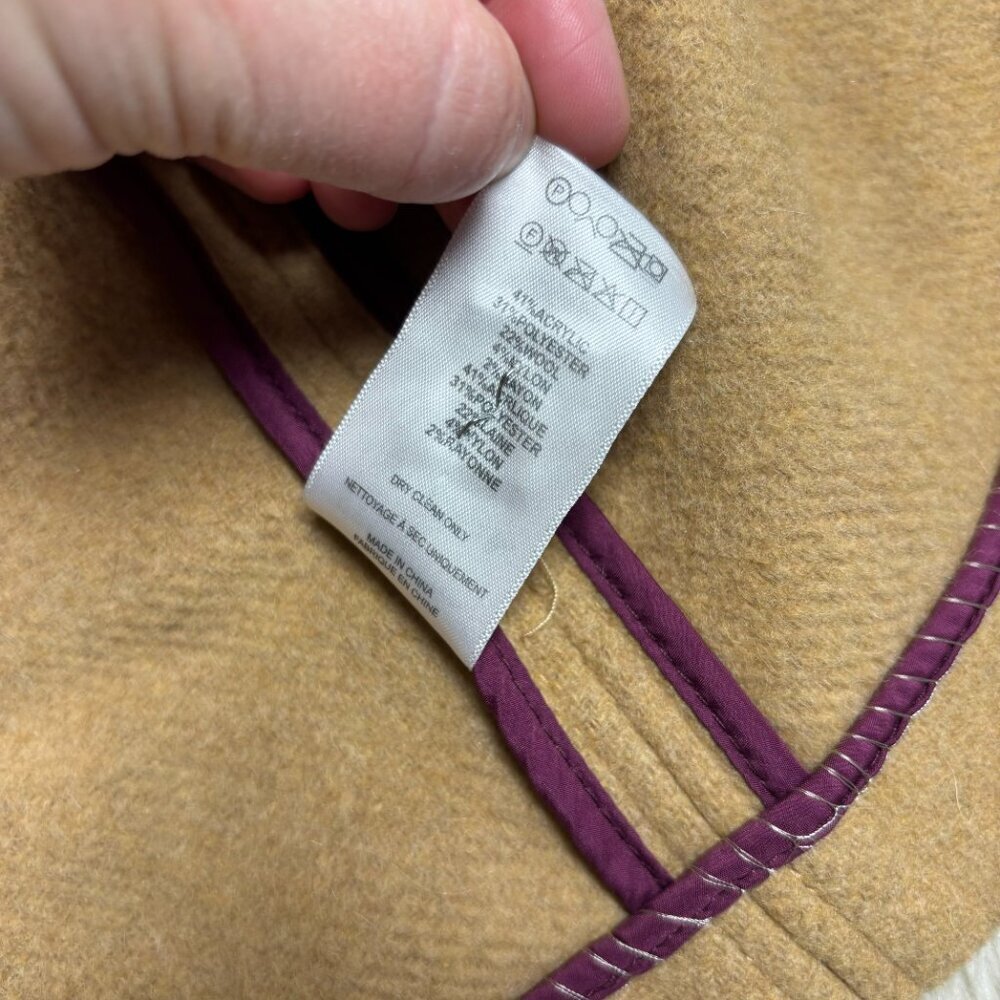 P
F
41%ACRYLIC
31%POLYESTER
22%WOOL
4%NYLON
2%RAYON
41%ACRYLIQUE
31%POLYESTER
22%LAINE
4%NYLON
2%RAYONNE
DRY CLEAN ONLY
NETTOYAGE À SEC UNIQUEMENT
MADE IN CHINA
FABRIQUE EN CHINE